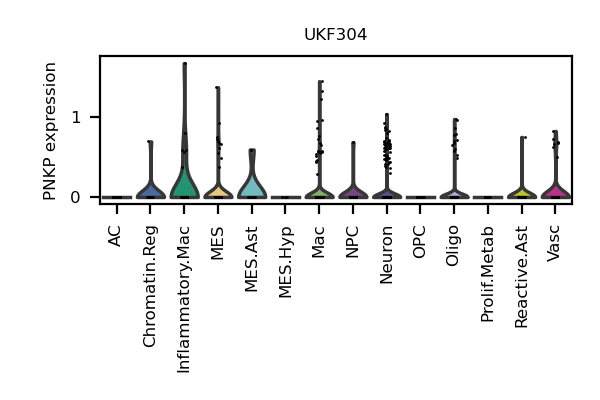 UKF304
PNKP expression
1
0
AC
Chromatin.Reg
Inflammatory.Mac
MES
MES.Ast
MES.Hyp
Mac
NPC
Neuron
OPC
Oligo
Prolif.Metab
Reactive.Ast
Vasc